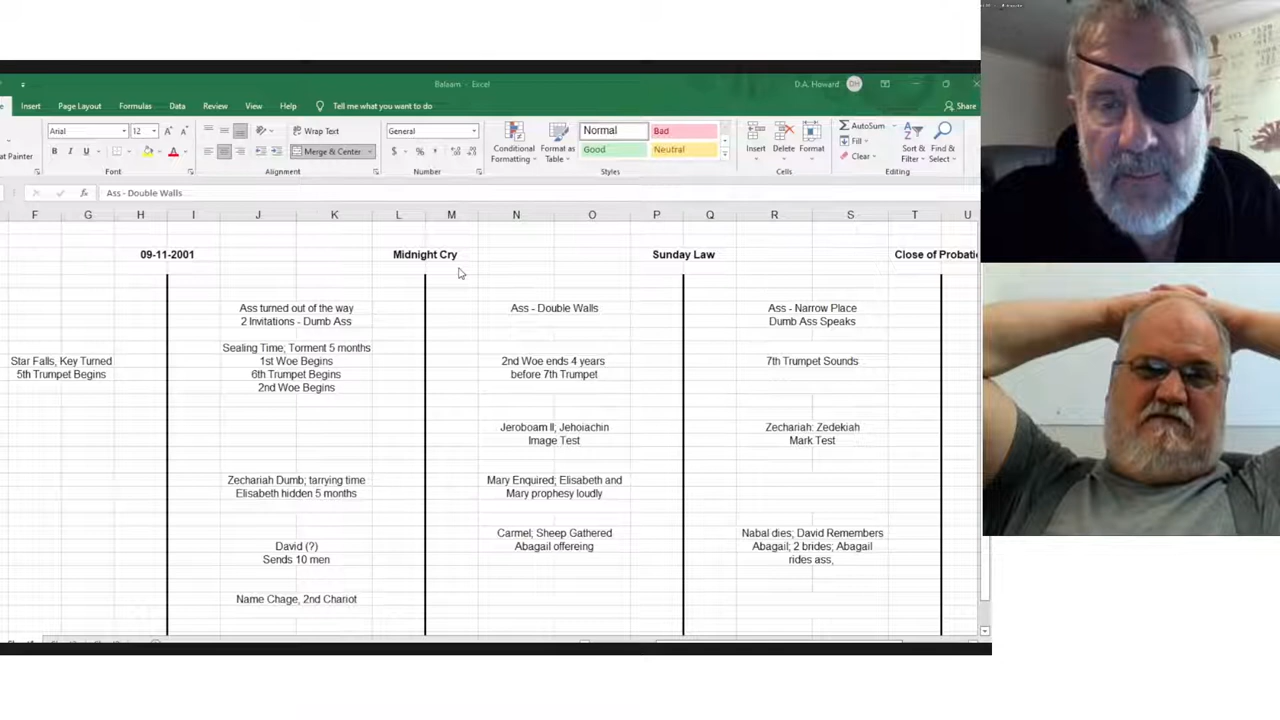 Balaam - Excel
D.A. Howard DH
Insert Page Layout Formulas Data Review View Help Tell me what you want to do
Share
Arial 12 Wrap Text General Normal Bad AutoSum
Painter B I U Merge & Center $ % Conditional Formatting Format as Table Good Neutral Insert Delete Format Fill Clear Sort & Filter Find & Select
Font Alignment Number Styles Cells Editing
fx Ass - Double Walls
F G H I J K L M N O P Q R S T U
09-11-2001 Midnight Cry Sunday Law Close of Probati
Ass turned out of the way
2 Invitations - Dumb Ass
Ass - Double Walls
Ass - Narrow Place
Dumb Ass Speaks
Star Falls, Key Turned
5th Trumpet Begins
Sealing Time; Torment 5 months
1st Woe Begins
6th Trumpet Begins
2nd Woe Begins
2nd Woe ends 4 years
before 7th Trumpet
7th Trumpet Sounds
Jeroboam II; Jehoiachin
Image Test
Zechariah: Zedekiah
Mark Test
Zechariah Dumb; tarrying time
Elisabeth hidden 5 months
Mary Enquired; Elisabeth and
Mary prophesy loudly
Carmel; Sheep Gathered
Abagail offereing
Nabal dies; David Remembers
Abagail; 2 brides; Abagail
rides ass,
David (?)
Sends 10 men
Name Chage, 2nd Chariot